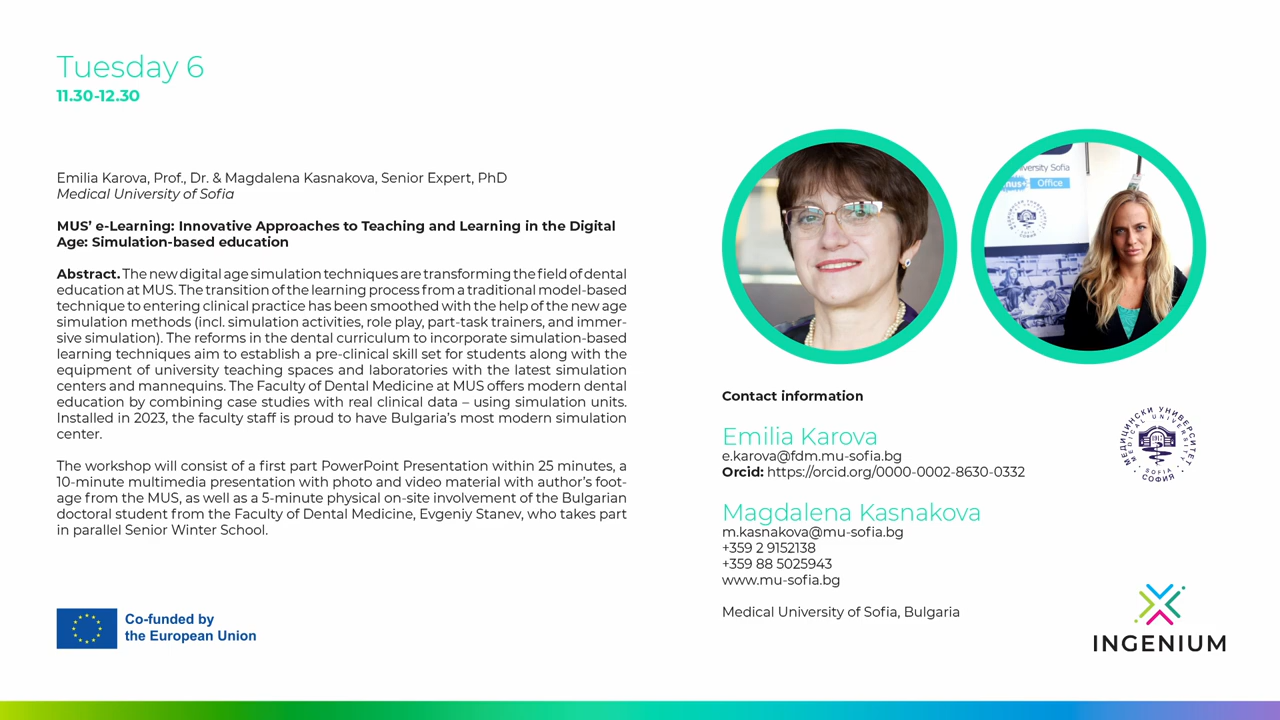 Tuesday 6
11.30-12.30
Emilia Karova, Prof., Dr. & Magdalena Kasnakova, Senior Expert, PhD
Medical University of Sofia
MUS’ e-Learning: Innovative Approaches to Teaching and Learning in the Digital
Age: Simulation-based education
Abstract. The new digital age simulation techniques are transforming the field of dental
education at MUS. The transition of the learning process from a traditional model-based
technique to entering clinical practice has been smoothed with the help of the new age
simulation methods (incl. simulation activities, role play, part-task trainers, and immer-
sive simulation). The reforms in the dental curriculum to incorporate simulation-based
learning techniques aim to establish a pre-clinical skill set for students along with the
equipment of university teaching spaces and laboratories with the latest simulation
centers and mannequins. The Faculty of Dental Medicine at MUS offers modern dental
education by combining case studies with real clinical data – using simulation units.
Installed in 2023, the faculty staff is proud to have Bulgaria’s most modern simulation
center.
The workshop will consist of a first part PowerPoint Presentation within 25 minutes, a
10-minute multimedia presentation with photo and video material with author’s foot-
age from the MUS, as well as a 5-minute physical on-site involvement of the Bulgarian
doctoral student from the Faculty of Dental Medicine, Evgeniy Stanev, who takes part
in parallel Senior Winter School.
Co-funded by
the European Union
versity Sofia
mus+ Office
Contact information
Emilia Karova
e.karova@fdm.mu-sofia.bg
Orcid: https://orcid.org/0000-0002-8630-0332
Magdalena Kasnakova
m.kasnakova@mu-sofia.bg
+359 2 9152138
+359 88 5025943
www.mu-sofia.bg
Medical University of Sofia, Bulgaria
МЕДИЦИНСКИ УНИВЕРСИТЕТ
MEDICAL UNIVERSITY
SOFIA
СОФИЯ
INGENIUM